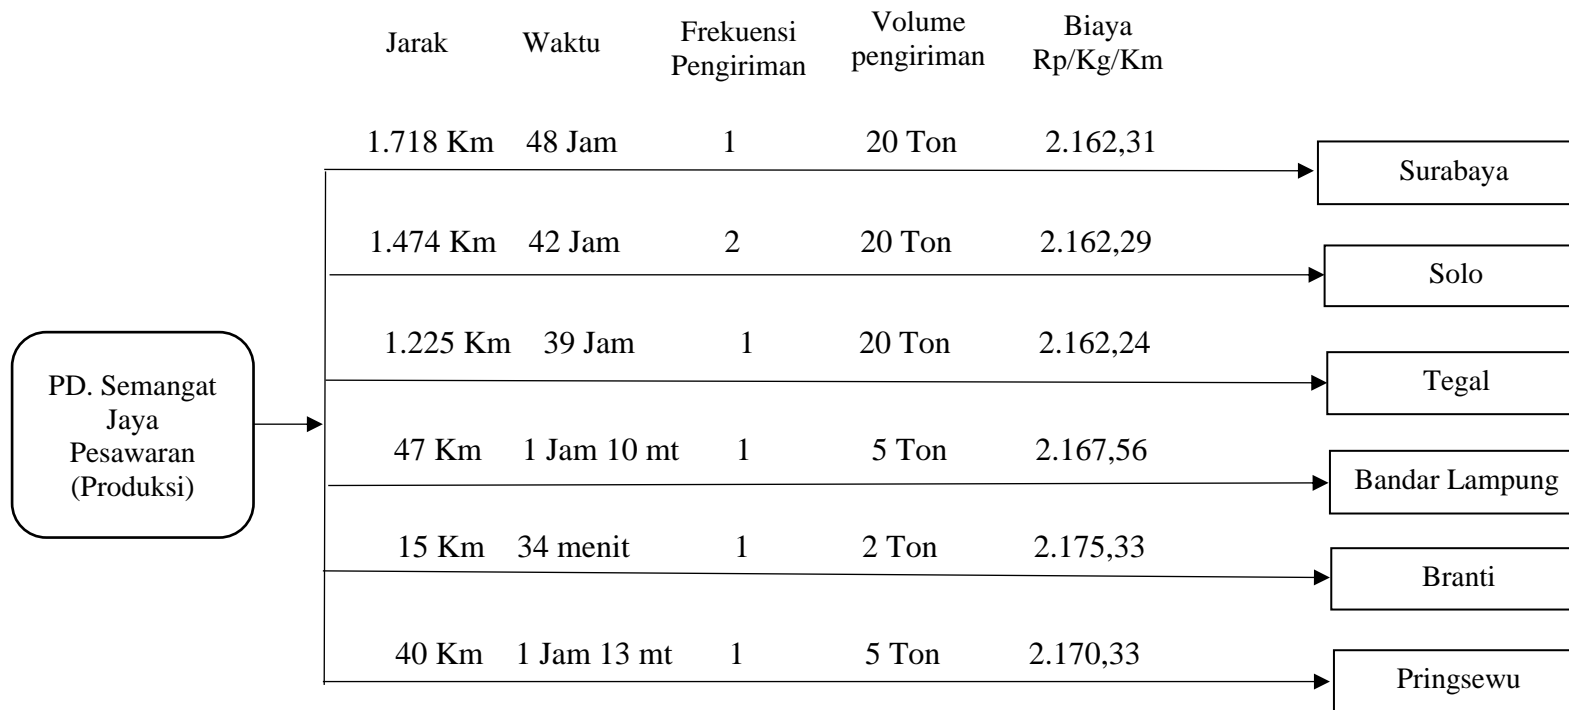 Jarak Waktu Frekuensi Pengiriman Volume pengiriman Biaya Rp/Kg/Km
1.718 Km 48 Jam 1 20 Ton 2.162,31
Surabaya
1.474 Km 42 Jam 2 20 Ton 2.162,29
Solo
1.225 Km 39 Jam 1 20 Ton 2.162,24
Tegal
PD. Semangat
Jaya
Pesawaran
(Produksi)
47 Km 1 Jam 10 mt 1 5 Ton 2.167,56
Bandar Lampung
15 Km 34 menit 1 2 Ton 2.175,33
Branti
40 Km 1 Jam 13 mt 1 5 Ton 2.170,33
Pringsewu